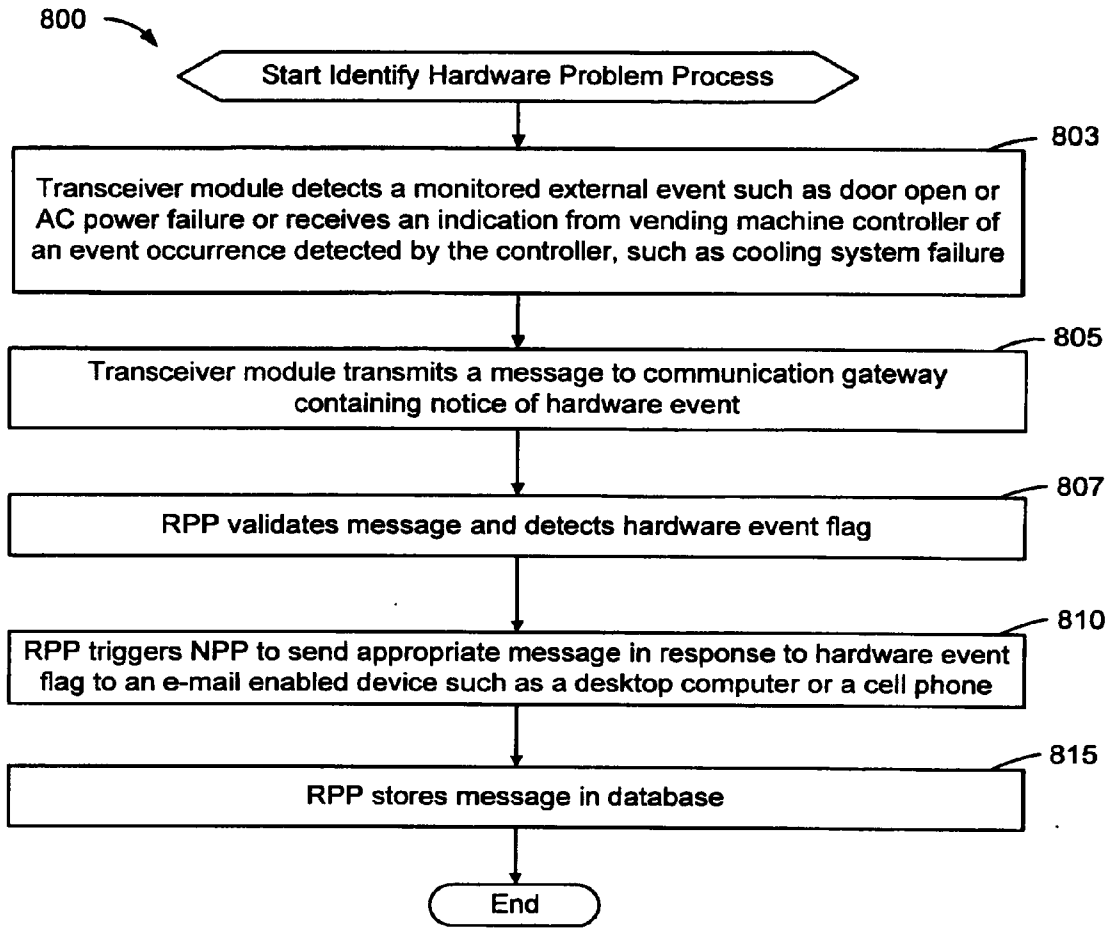 800
Start Identify Hardware Problem Process
803
Transceiver module detects a monitored external event such as door open or
AC power failure or receives an indication from vending machine controller of
an event occurrence detected by the controller, such as cooling system failure
805
Transceiver module transmits a message to communication gateway
containing notice of hardware event
807
RPP validates message and detects hardware event flag
810
RPP triggers NPP to send appropriate message in response to hardware event
flag to an e-mail enabled device such as a desktop computer or a cell phone
815
RPP stores message in database
End